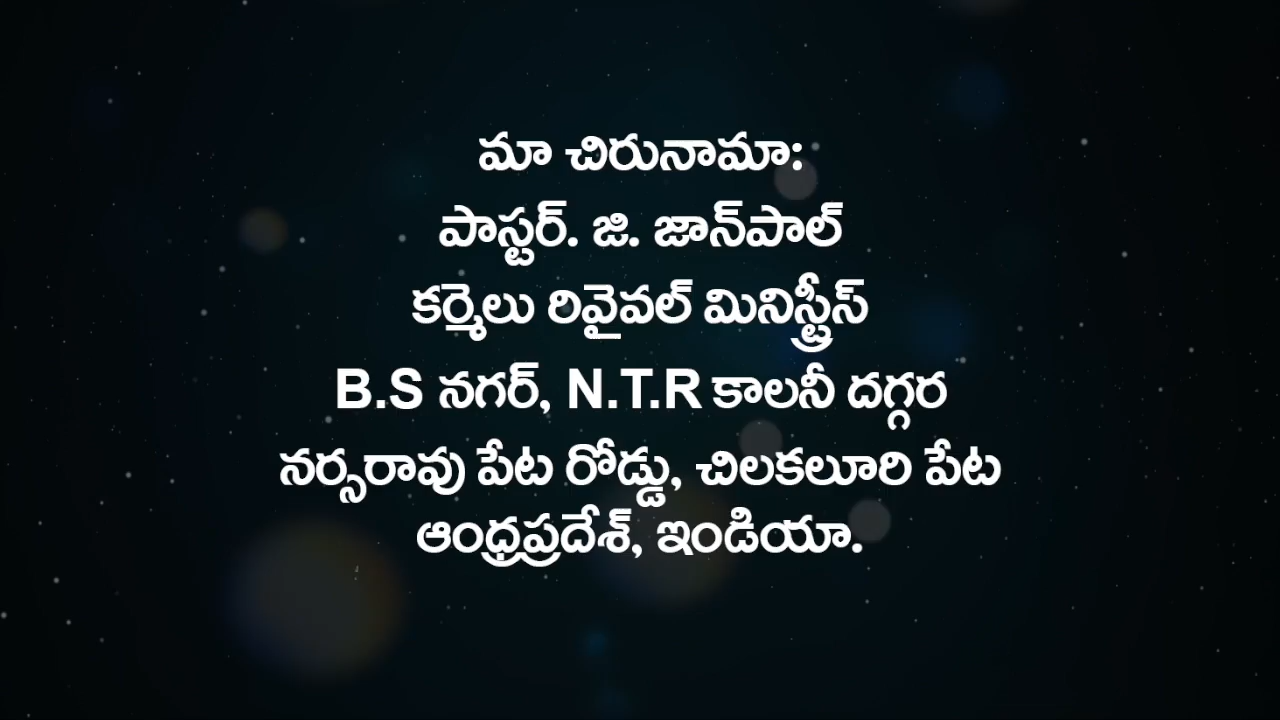 మా చిరునామా:
పాస్టర్. జి. జాన్‌పాల్
కర్మెలు రివైవల్ మినిస్ట్రీస్
B.S నగర్, N.T.R కాలనీ దగ్గర
నర్సరావు పేట రోడ్డు, చిలకలూరి పేట
ఆంధ్రప్రదేశ్, ఇండియా.